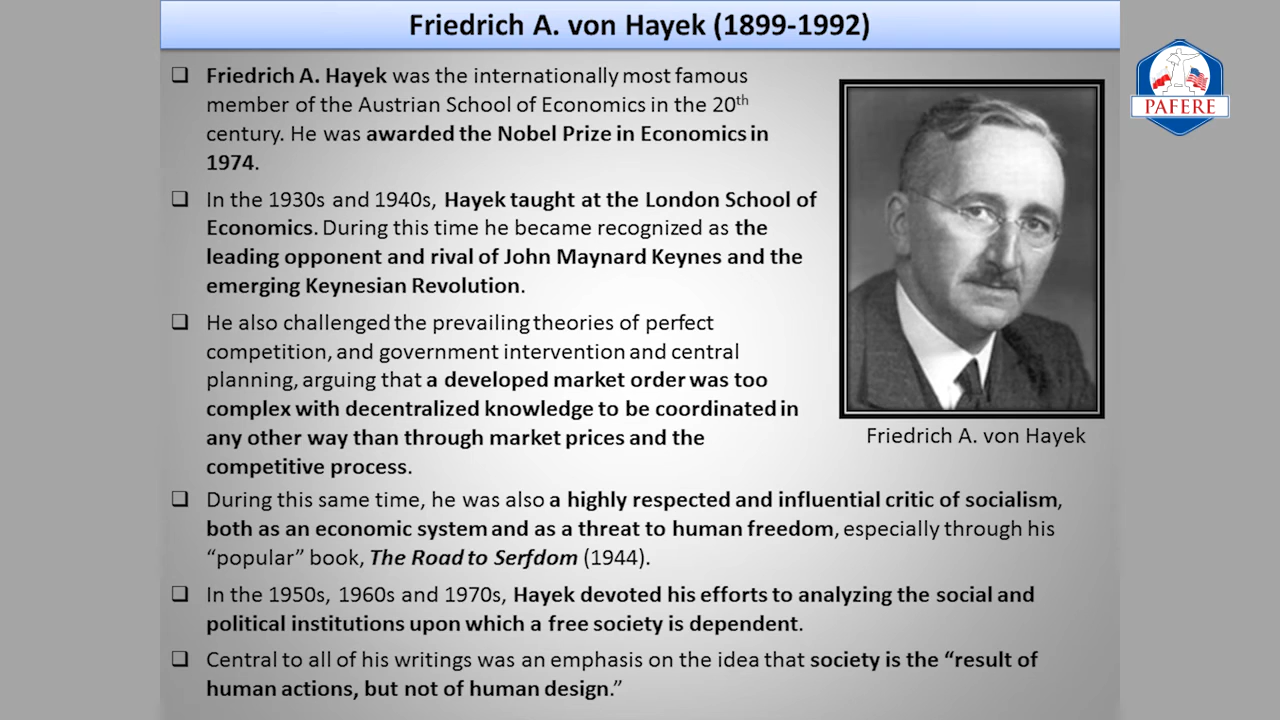 Friedrich A. von Hayek (1899-1992)
PAFERE
❑ Friedrich A. Hayek was the internationally most famous
member of the Austrian School of Economics in the 20th
century. He was awarded the Nobel Prize in Economics in
1974.
❑ In the 1930s and 1940s, Hayek taught at the London School of
Economics. During this time he became recognized as the
leading opponent and rival of John Maynard Keynes and the
emerging Keynesian Revolution.
❑ He also challenged the prevailing theories of perfect
competition, and government intervention and central
planning, arguing that a developed market order was too
complex with decentralized knowledge to be coordinated in
any other way than through market prices and the
competitive process.
Friedrich A. von Hayek
❑ During this same time, he was also a highly respected and influential critic of socialism,
both as an economic system and as a threat to human freedom, especially through his
“popular” book, The Road to Serfdom (1944).
❑ In the 1950s, 1960s and 1970s, Hayek devoted his efforts to analyzing the social and
political institutions upon which a free society is dependent.
❑ Central to all of his writings was an emphasis on the idea that society is the “result of
human actions, but not of human design.”